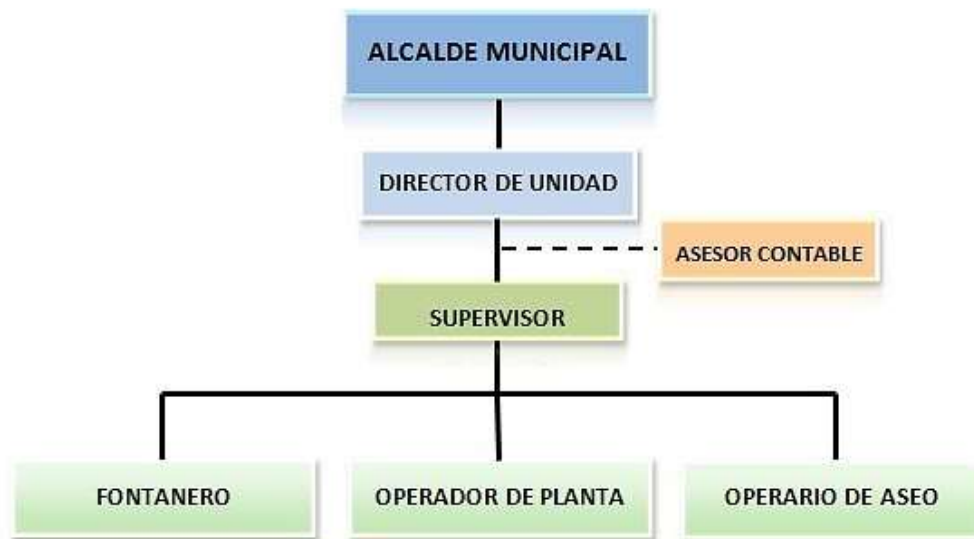 ALCALDE MUNICIPAL
DIRECTOR DE UNIDAD
ASESOR CONTABLE
SUPERVISOR
FONTANERO
OPERADOR DE PLANTA
OPERARIO DE ASEO